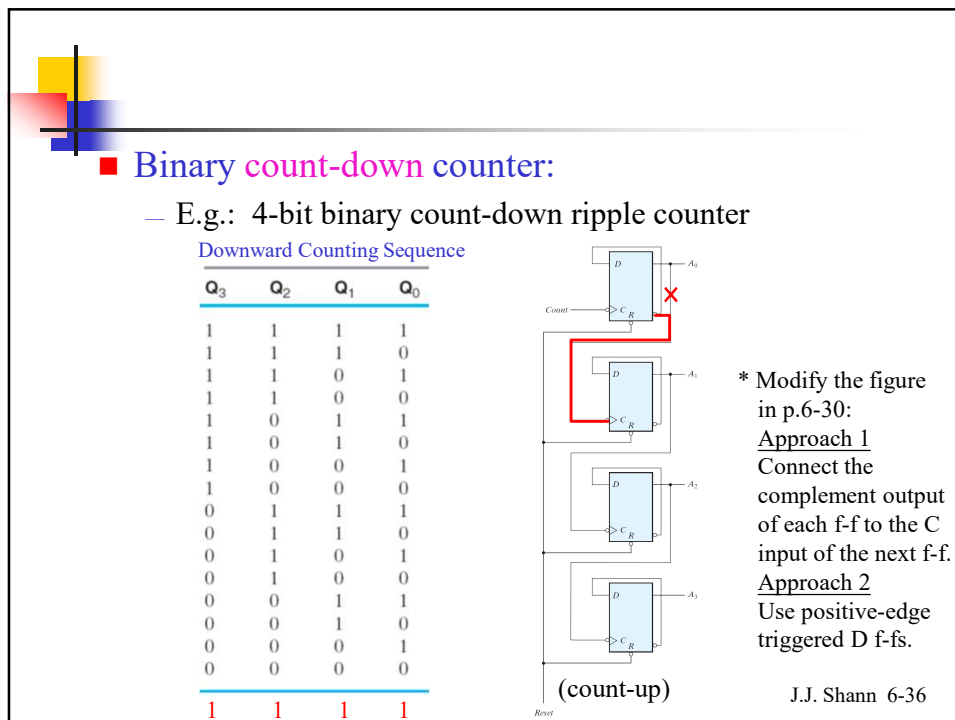 Binary count-down counter:
— E.g.: 4-bit binary count-down ripple counter
Downward Counting Sequence
Q3 Q2 Q1 Q0
1 1 1 1
1 1 1 0
1 1 0 1
1 1 0 0
1 0 1 1
1 0 1 0
1 0 0 1
1 0 0 0
0 1 1 1
0 1 1 0
0 1 0 1
0 1 0 0
0 0 1 1
0 0 1 0
0 0 0 1
0 0 0 0
1 1 1 1
D
A0
Count
C
R
D
A1
C
R
D
A2
C
R
D
A3
C
R
Reset
(count-up)
* Modify the figure
in p.6-30:
Approach 1
Connect the
complement output
of each f-f to the C
input of the next f-f.
Approach 2
Use positive-edge
triggered D f-fs.
J.J. Shann 6-36